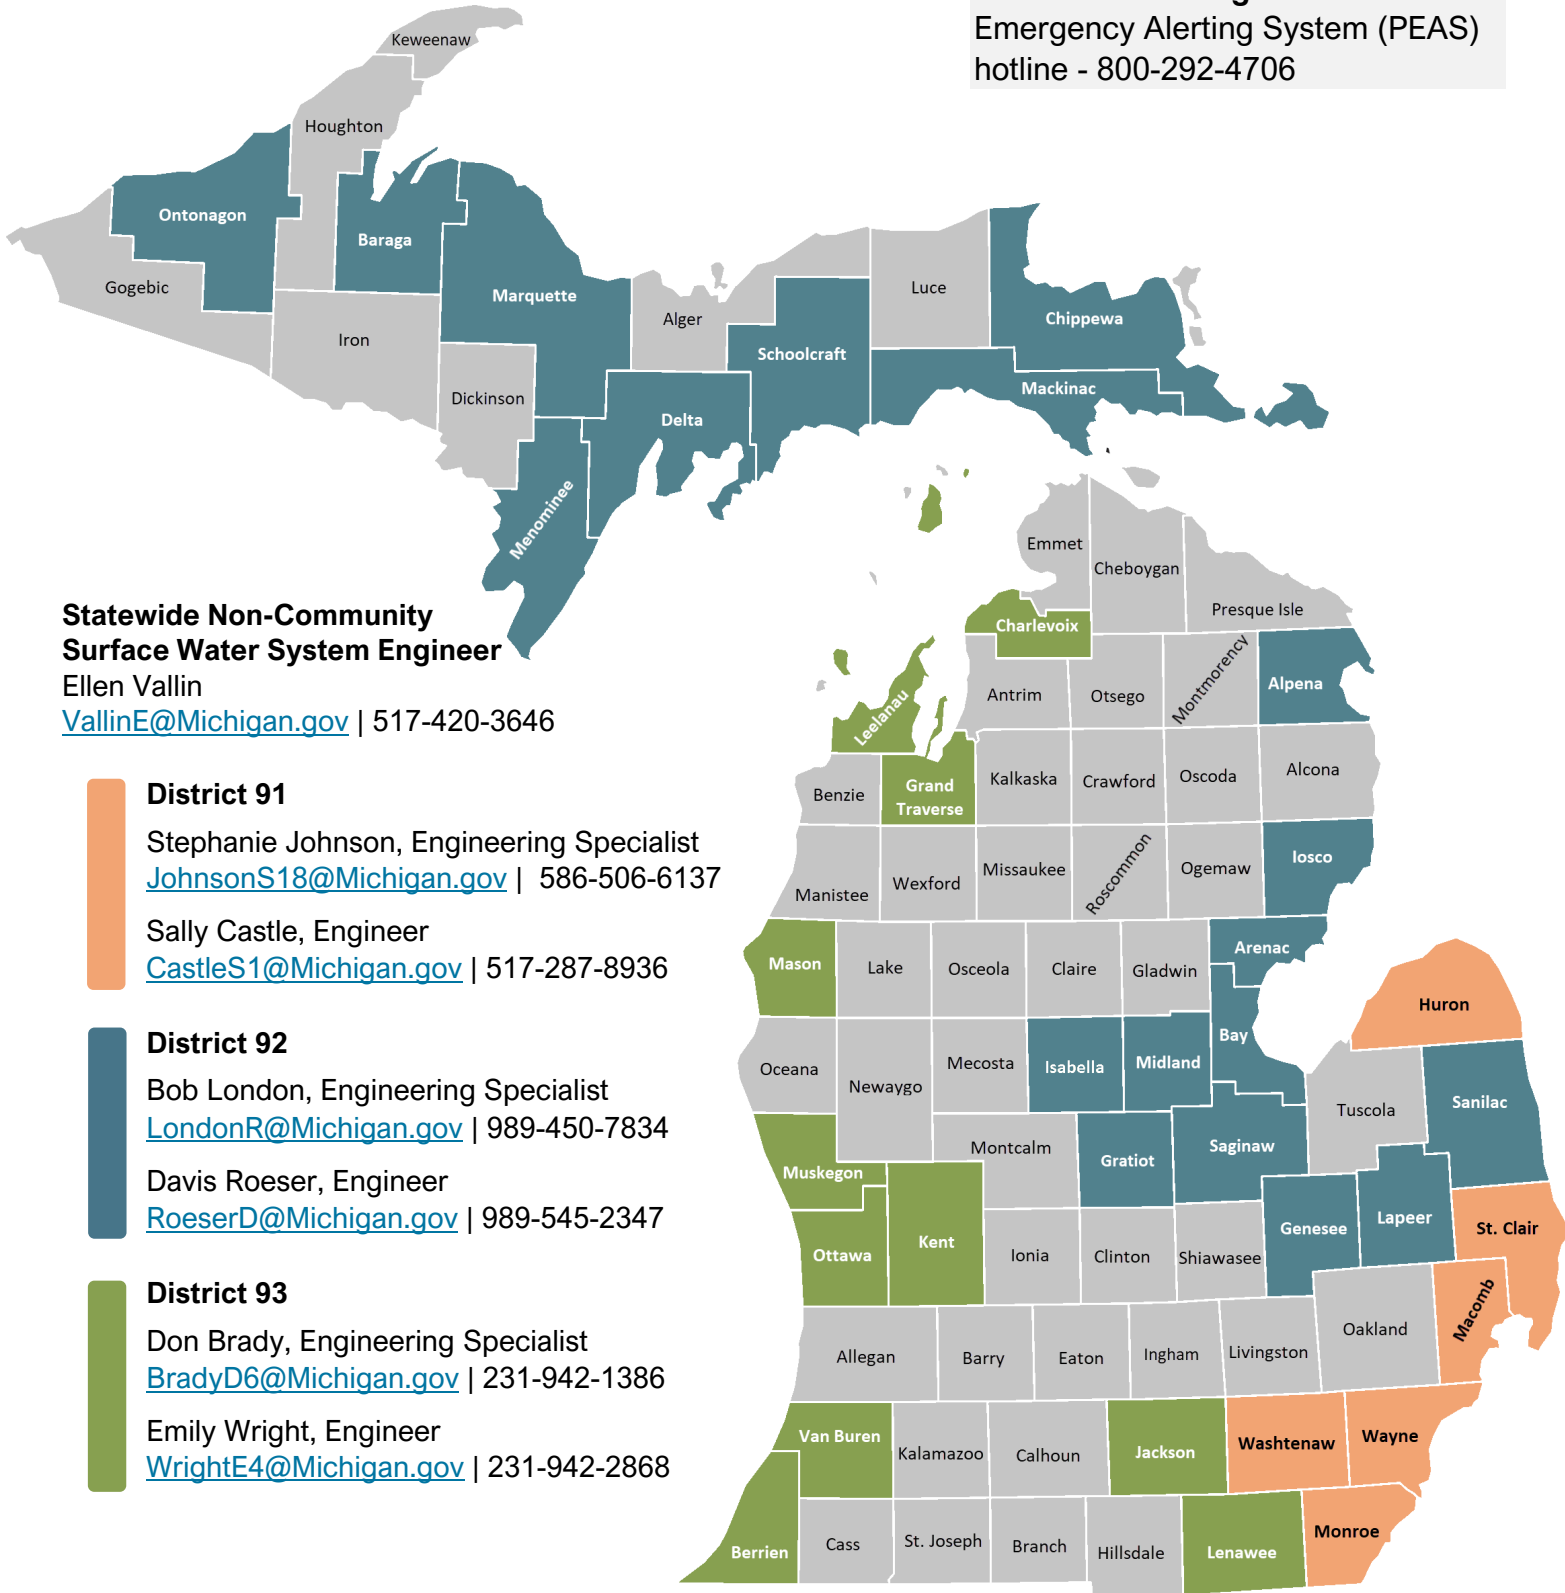 Emergency Alerting System (PEAS)
hotline - 800-292-4706
Keweenaw
Houghton
Ontonagon
Baraga
Gogebic
Marquette
Luce
Iron
Alger
Chippewa
Schoolcraft
Dickinson
Mackinac
Delta
Menominee
Emmet
Cheboygan
Presque Isle
Charlevoix
Antrim
Otsego
Montmorency
Alpena
Leelanau
Benzie
Grand
Traverse
Kalkaska
Crawford
Oscoda
Alcona
Manistee
Wexford
Missaukee
Roscommon
Ogemaw
Iosco
Mason
Lake
Osceola
Claire
Gladwin
Arenac
Huron
Oceana
Newaygo
Mecosta
Isabella
Midland
Bay
Tuscola
Sanilac
Muskegon
Montcalm
Gratiot
Saginaw
Ottawa
Kent
Ionia
Clinton
Shiawasee
Genesee
Lapeer
St. Clair
Allegan
Barry
Eaton
Ingham
Livingston
Oakland
Macomb
Van Buren
Kalamazoo
Calhoun
Jackson
Washtenaw
Wayne
Berrien
Cass
St. Joseph
Branch
Hillsdale
Lenawee
Monroe
Statewide Non-Community
Surface Water System Engineer
Ellen Vallin
VallinE@Michigan.gov | 517-420-3646
District 91
Stephanie Johnson, Engineering Specialist
JohnsonS18@Michigan.gov | 586-506-6137
Sally Castle, Engineer
CastleS1@Michigan.gov | 517-287-8936
District 92
Bob London, Engineering Specialist
LondonR@Michigan.gov | 989-450-7834
Davis Roeser, Engineer
RoeserD@Michigan.gov | 989-545-2347
District 93
Don Brady, Engineering Specialist
BradyD6@Michigan.gov | 231-942-1386
Emily Wright, Engineer
WrightE4@Michigan.gov | 231-942-2868